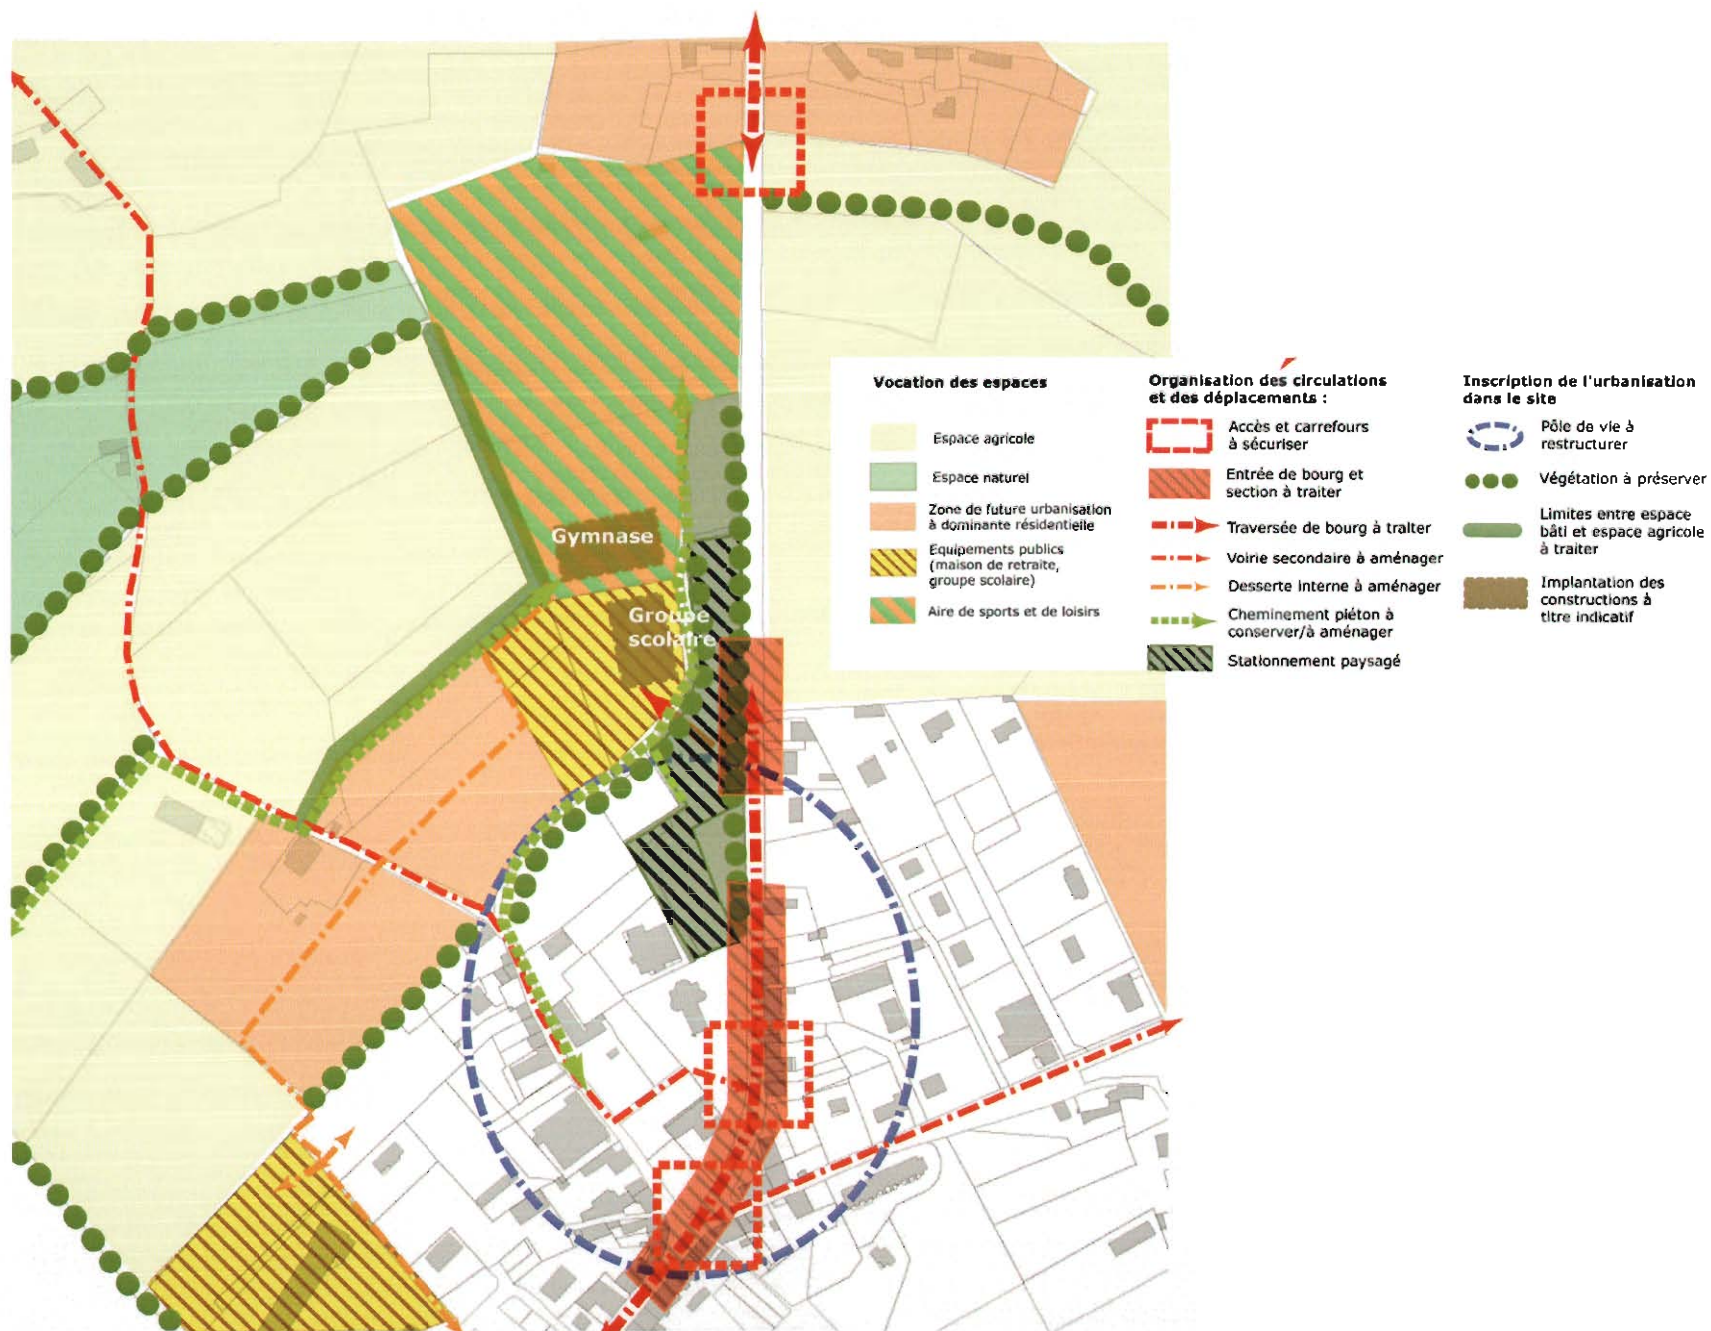 Gymnase
Groupe
scolaire
Vocation des espaces
Espace agricole
Espace naturel
Zone de future urbanisation
à dominante résidentielle
Equipements publics
(maison de retraite,
groupe scolaire)
Aire de sports et de loisirs
Organisation des circulations
et des déplacements :
Accès et carrefours
à sécuriser
Entrée de bourg et
section à traiter
Traversée de bourg à traiter
Voirie secondaire à aménager
Desserte interne à aménager
Cheminement piéton à
conserver/à aménager
Stationnement paysagé
Inscription de l'urbanisation
dans le site
Pôle de vie à
restructurer
Végétation à préserver
Limites entre espace
bâti et espace agricole
à traiter
Implantation des
constructions à
titre indicatif